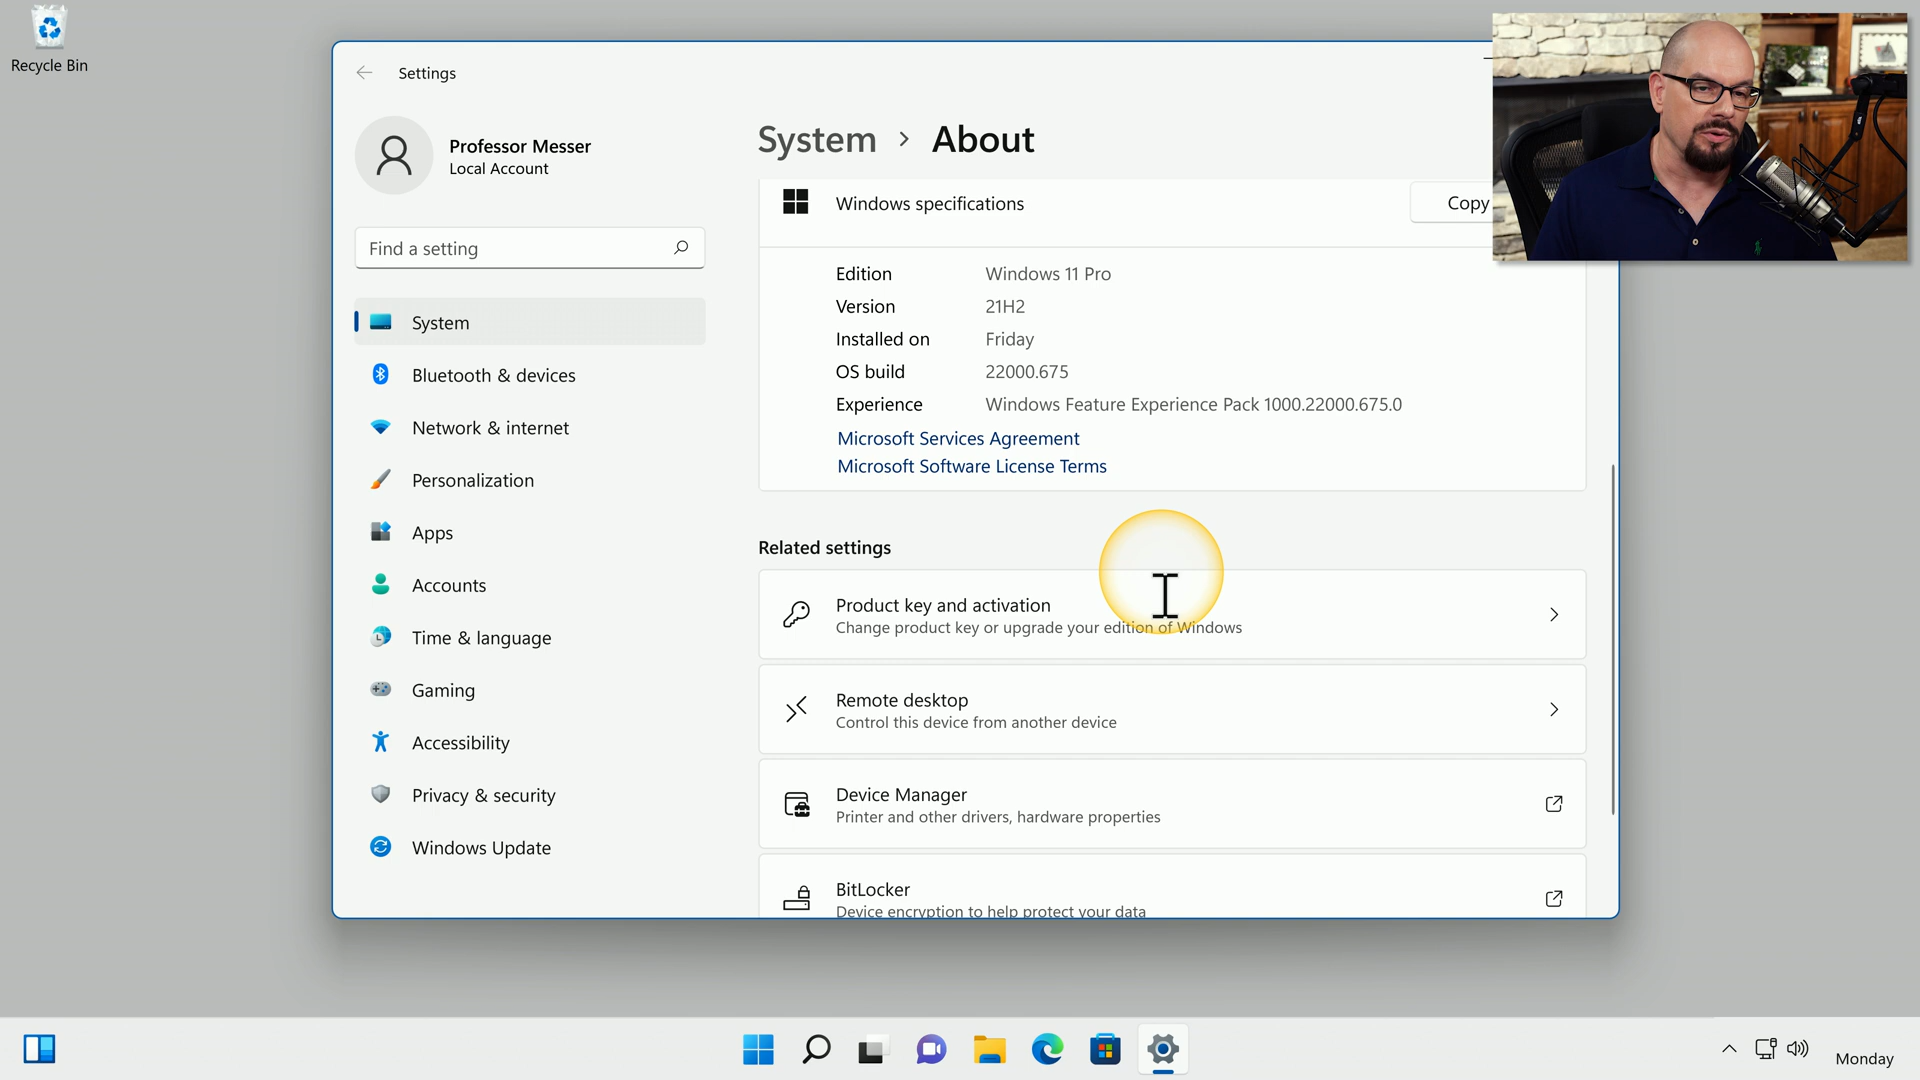 Recycle Bin
Settings
Professor Messer
Local Account
Find a setting
System
Bluetooth & devices
Network & internet
Personalization
Apps
Accounts
Time & language
Gaming
Accessibility
Privacy & security
Windows Update
System > About
Windows specifications
Copy
Edition Windows 11 Pro
Version 21H2
Installed on Friday
OS build 22000.675
Experience Windows Feature Experience Pack 1000.22000.675.0
Microsoft Services Agreement
Microsoft Software License Terms
Related settings
Product key and activation
Change product key or upgrade your edition of Windows
Remote desktop
Control this device from another device
Device Manager
Printer and other drivers, hardware properties
BitLocker
Device encryption to help protect your data
Monday